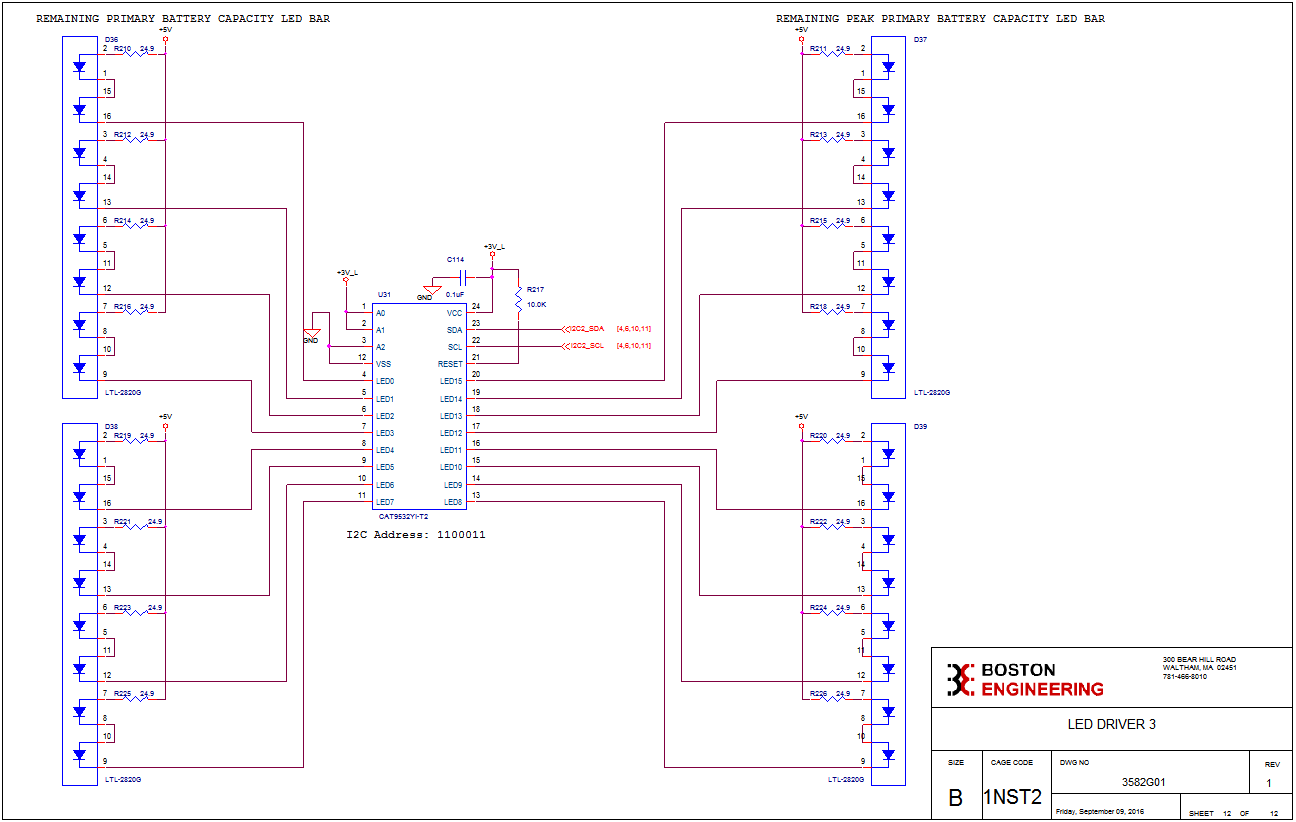 REMAINING PRIMARY BATTERY CAPACITY LED BAR
REMAINING PEAK PRIMARY BATTERY CAPACITY LED BAR
D36
+5V
2 R210 24.9
1
15
16
3 R212 24.9
4
14
13
6 R214 24.9
5
11
12
7 R216 24.9
8
10
9
LTL-2820G
+5V
D37
R211 24.9 2
1
15
16
R213 24.9 3
4
14
13
R215 24.9 6
5
11
12
R218 24.9 7
8
10
9
LTL-2820G
+3V_L
C114
0.1uF
GND
+3V_L
R217
10.0K
GND
U31
1 A0 VCC 24
2 A1 SDA 23
I2C2_SDA [4,6,10,11]
3 A2 SCL 22
I2C2_SCL [4,6,10,11]
12 VSS RESET 21
4 LED0 LED15 20
5 LED1 LED14 19
6 LED2 LED13 18
7 LED3 LED12 17
8 LED4 LED11 16
9 LED5 LED10 15
10 LED6 LED9 14
11 LED7 LED8 13
CAT9532YI-T2
I2C Address: 1100011
D38
+5V
2 R219 24.9
1
15
16
3 R221 24.9
4
14
13
6 R223 24.9
5
11
12
7 R225 24.9
8
10
9
LTL-2820G
+5V
D39
R220 24.9 2
1
15
16
R222 24.9 3
4
14
13
R224 24.9 6
5
11
12
R226 24.9 7
8
10
9
LTL-2820G
BOSTON
ENGINEERING
300 BEAR HILL ROAD
WALTHAM, MA 02451
781-466-8010
LED DRIVER 3
SIZE
B
CAGE CODE
1NST2
DWG NO
3582G01
REV
1
Friday, September 09, 2016
SHEET 12 OF 12